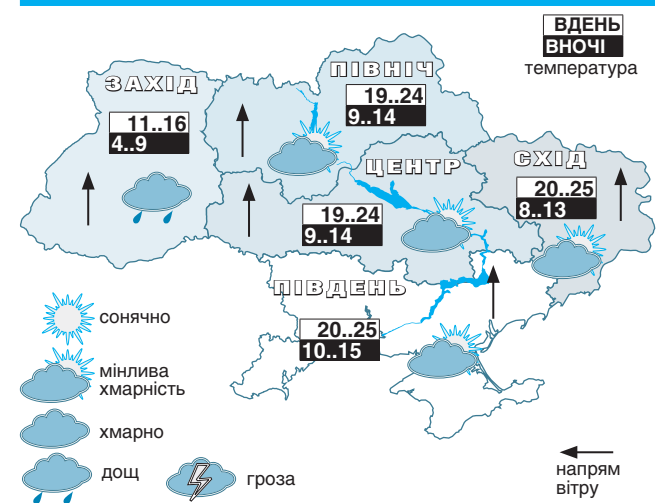 ВДЕНЬ
ВНОЧІ
температура
ПІВНІЧ
19..24
9..14
ЗАХІД
11..16
4..9
ЦЕНТР
19..24
9..14
СХІД
20..25
8..13
ПІВДЕНЬ
20..25
10..15
сонячно
мінлива
хмарність
хмарно
дощ
гроза
напрям
вітру